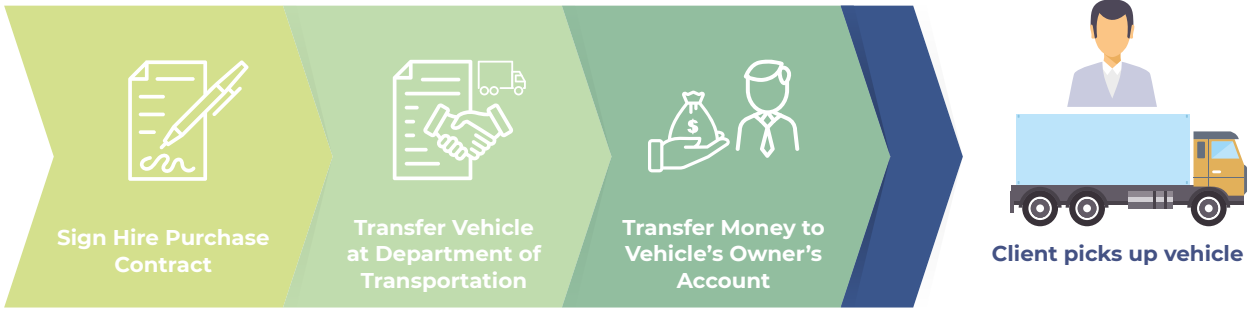 Sign Hire Purchase
Contract
Transfer Vehicle
at Department of
Transportation
$
Transfer Money to
Vehicle's Owner's
Account
Client picks up vehicle